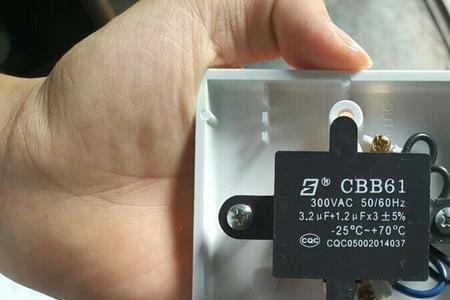 ® CBB61
300VAC 50/60Hz
3.2µF+1.2µFx3±5%
-25°C~+70°C
CQC CQC05002014037